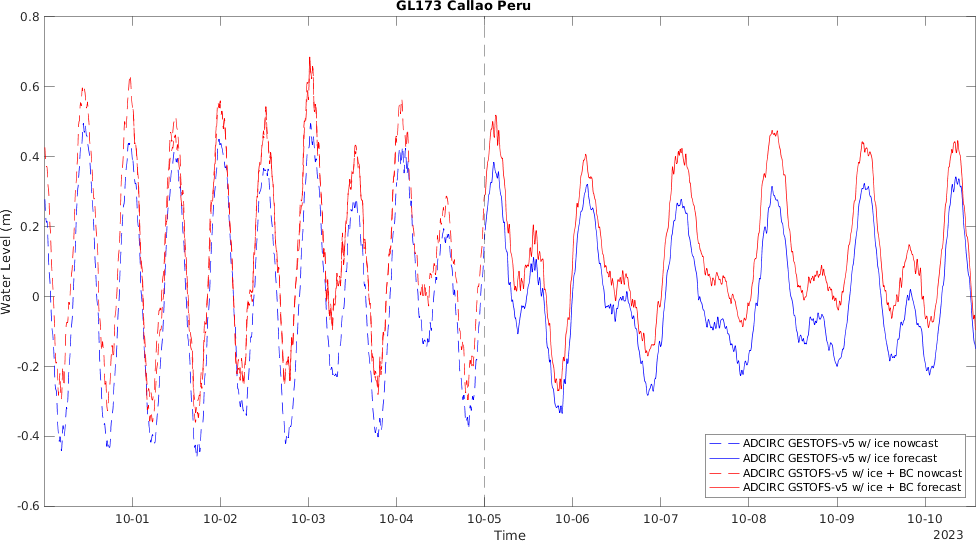 GL173 Callao Peru
0.8
0.6
0.4
0.2
0
-0.2
-0.4
-0.6
Water Level (m)
ADCIRC GESTOFS-v5 w/ ice nowcast
ADCIRC GESTOFS-v5 w/ ice forecast
ADCIRC GSTOFS-v5 w/ ice + BC nowcast
ADCIRC GSTOFS-v5 w/ ice + BC forecast
10-01 10-02 10-03 10-04 10-05 10-06 10-07 10-08 10-09 10-10
Time
2023